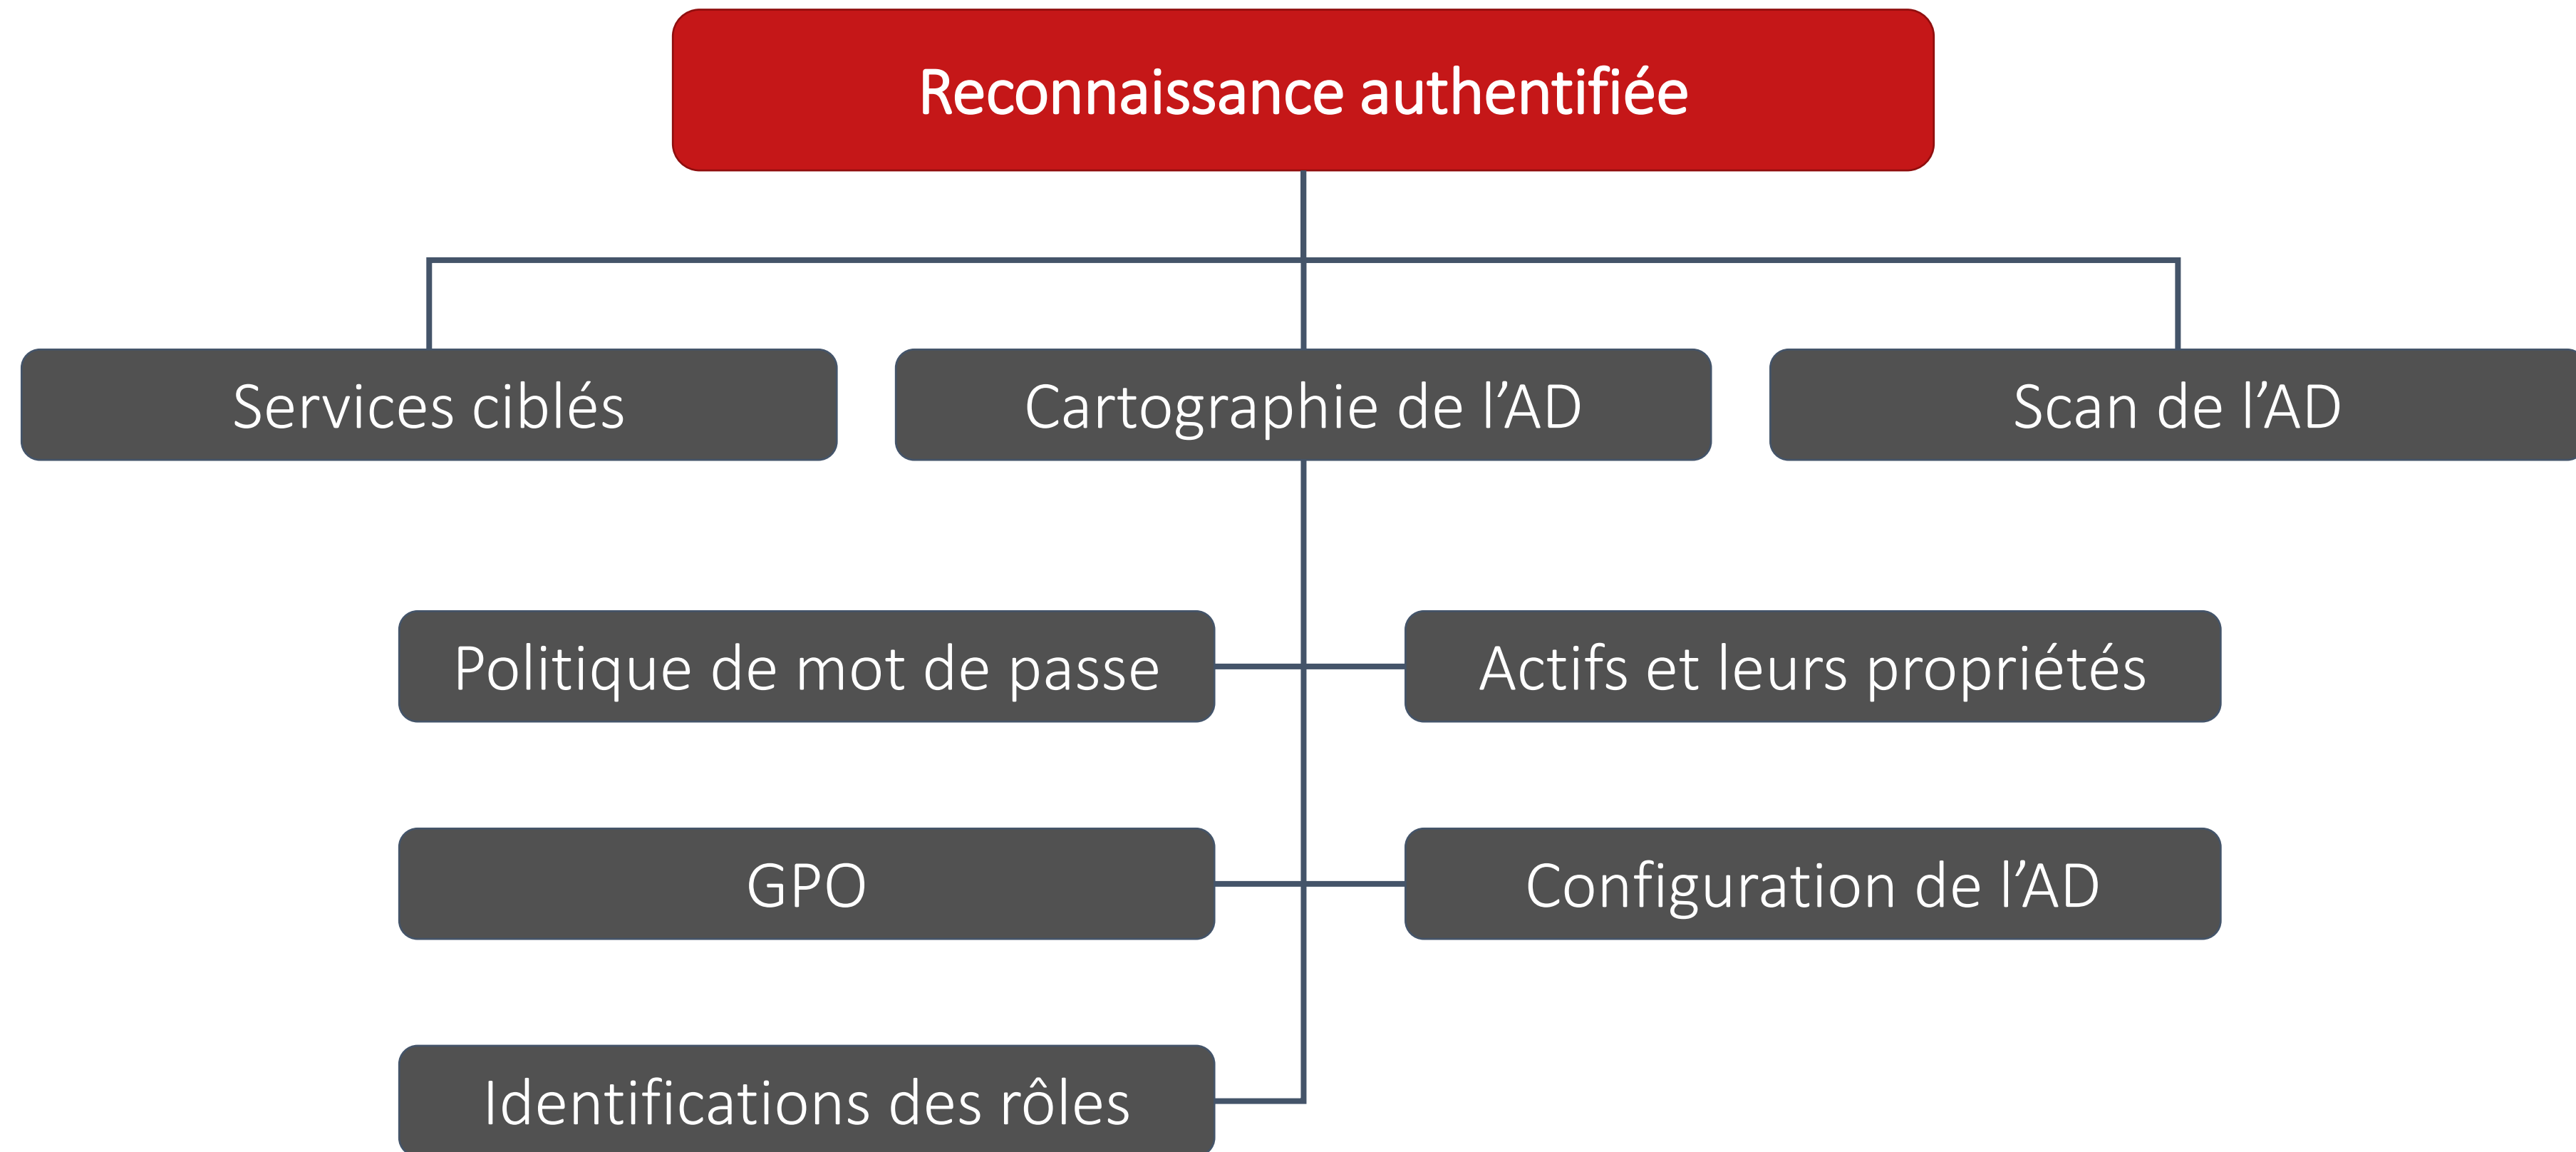 Reconnaissance authentifiée
Services ciblés
Cartographie de l’AD
Scan de l’AD
Politique de mot de passe
Actifs et leurs propriétés
GPO
Configuration de l’AD
Identifications des rôles